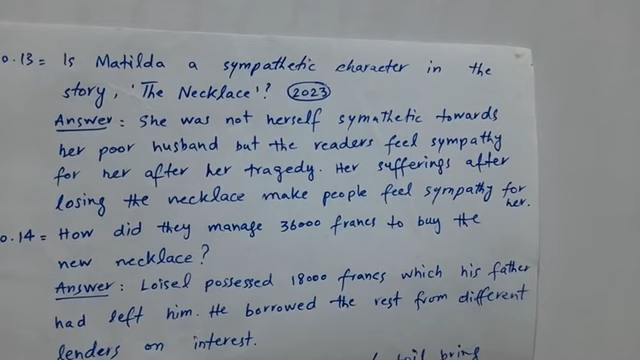 Q.13 = Is Matilda a sympathetic character in the
story, 'The Necklace'? 2023
Answer : She was not herself symathetic towards
her poor husband but the readers feel sympathy
for her after her tragedy. Her sufferings after
losing the necklace make people feel sympathy for
her.
Q.14 = How did they manage 36000 francs to buy the
new necklace?
Answer : Loisel possessed 18000 francs which his father
had left him. He borrowed the rest from different
lenders on interest.
bring